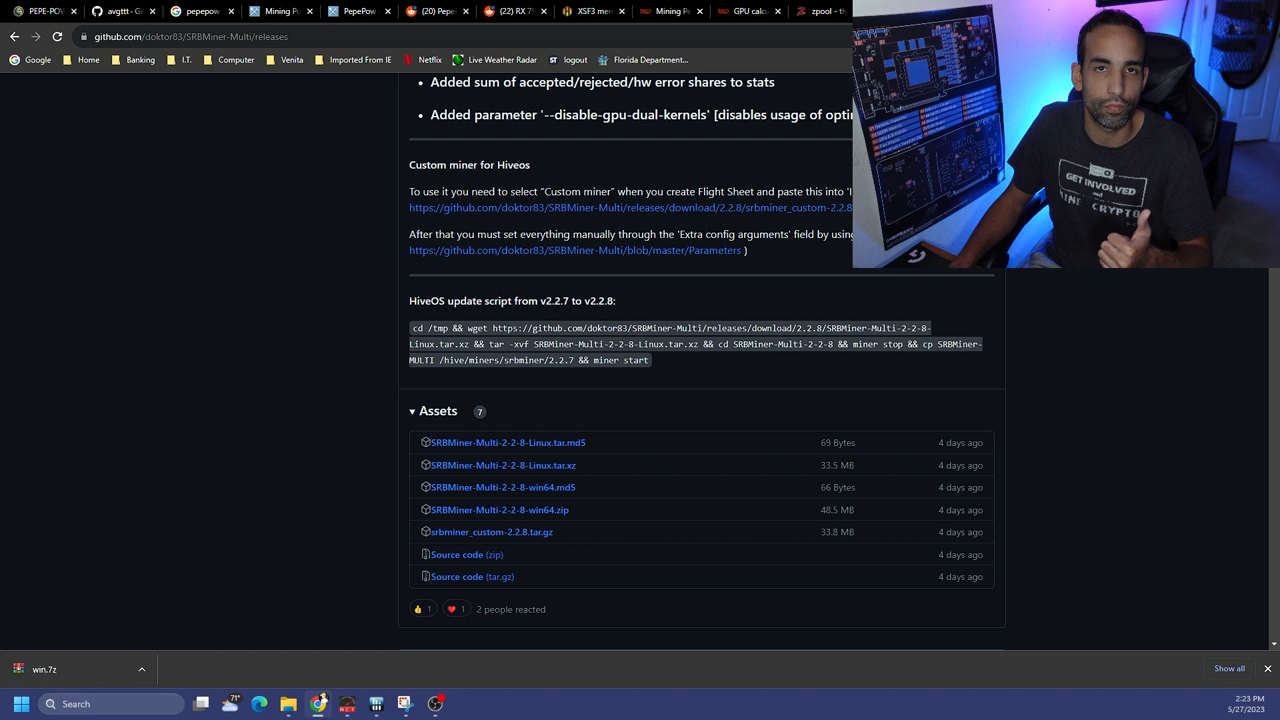 PEPE-POW
avgttt - Gi
pepepow
Mining Po
PepePow
(20) Pepe
(22) RX 75
XSF3 men
Mining Pe
GPU calcu
zpool - th
github.com/doktor83/SRBMiner-Multi/releases
Google
Home
Banking
I.T.
Computer
Venita
Imported From IE
Netflix
Live Weather Radar
ST logout
Florida Department...
Added sum of accepted/rejected/hw error shares to stats
Added parameter '--disable-gpu-dual-kernels' [disables usage of optin
Custom miner for Hiveos
To use it you need to select "Custom miner" when you create Flight Sheet and paste this into 'I
https://github.com/doktor83/SRBMiner-Multi/releases/download/2.2.8/srbminer_custom-2.2.8
After that you must set everything manually through the 'Extra config arguments' field by using
https://github.com/doktor83/SRBMiner-Multi/blob/master/Parameters )
HiveOS update script from v2.2.7 to v2.2.8:
cd /tmp && wget https://github.com/doktor83/SRBMiner-Multi/releases/download/2.2.8/SRBMiner-Multi-2-2-8-
Linux.tar.xz && tar -xvf SRBMiner-Multi-2-2-8-Linux.tar.xz && cd SRBMiner-Multi-2-2-8 && miner stop && cp SRBMiner-
MULTI /hive/miners/srbminer/2.2.7 && miner start
Assets 7
SRBMiner-Multi-2-2-8-Linux.tar.md5 69 Bytes 4 days ago
SRBMiner-Multi-2-2-8-Linux.tar.xz 33.5 MB 4 days ago
SRBMiner-Multi-2-2-8-win64.md5 66 Bytes 4 days ago
SRBMiner-Multi-2-2-8-win64.zip 48.5 MB 4 days ago
srbminer_custom-2.2.8.tar.gz 33.8 MB 4 days ago
Source code (zip) 4 days ago
Source code (tar.gz) 4 days ago
1
1
2 people reacted
GET INVOLVED
and
MINE CRYPTO
win.7z
Show all
Search
71°
2:23 PM
5/27/2023